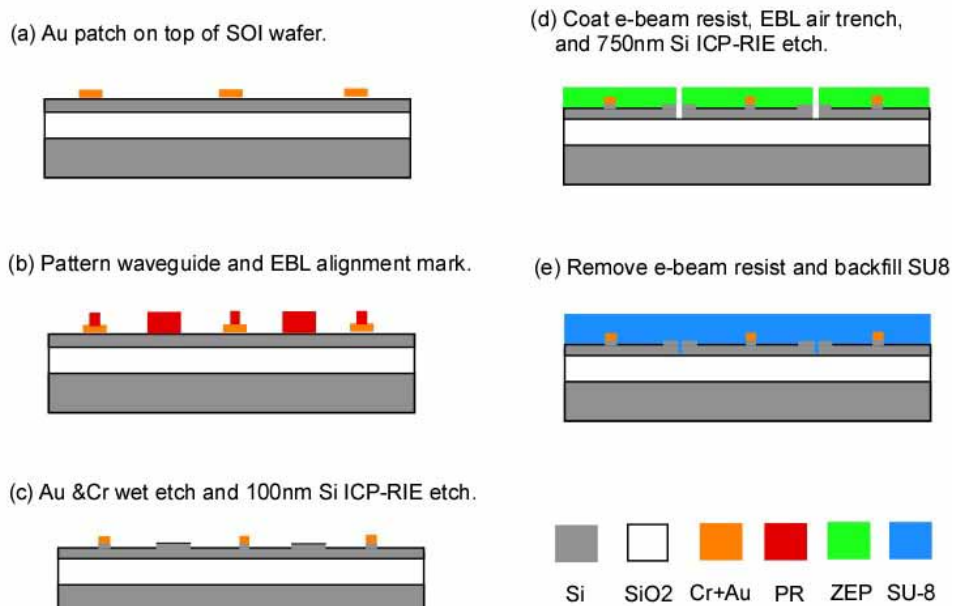 (a) Au patch on top of SOI wafer.
(b) Pattern waveguide and EBL alignment mark.
(c) Au &Cr wet etch and 100nm Si ICP-RIE etch.
(d) Coat e-beam resist, EBL air trench,
and 750nm Si ICP-RIE etch.
(e) Remove e-beam resist and backfill SU8
Si SiO2 Cr+Au PR ZEP SU-8